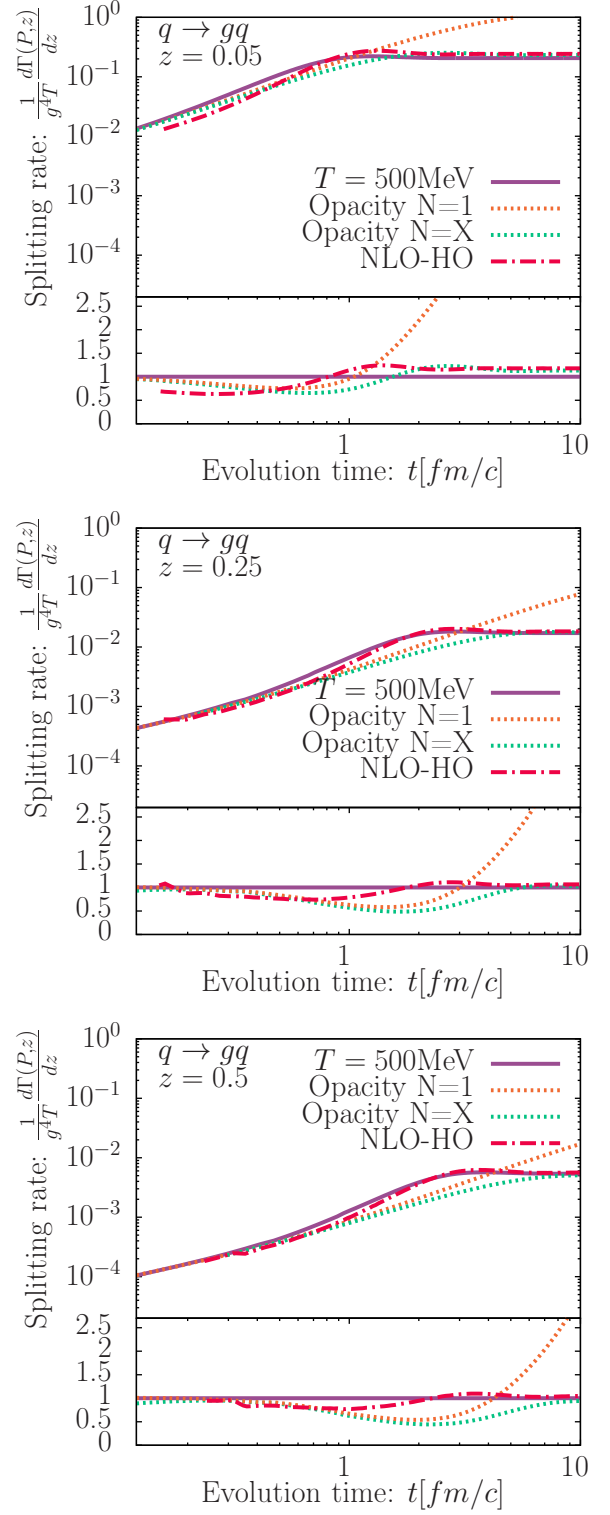 q → gq
z = 0.05
Splitting rate: 1/g⁴T dΓ(P,z)/dz
10⁰
10⁻¹
10⁻²
10⁻³
10⁻⁴
T = 500MeV
Opacity N=1
Opacity N=X
NLO-HO
2.5
2
1.5
1
0.5
0
1 10
Evolution time: t[fm/c]
q → gq
z = 0.25
Splitting rate: 1/g⁴T dΓ(P,z)/dz
10⁰
10⁻¹
10⁻²
10⁻³
10⁻⁴
T = 500MeV
Opacity N=1
Opacity N=X
NLO-HO
2.5
2
1.5
1
0.5
0
1 10
Evolution time: t[fm/c]
q → gq
z = 0.5
Splitting rate: 1/g⁴T dΓ(P,z)/dz
10⁰
10⁻¹
10⁻²
10⁻³
10⁻⁴
T = 500MeV
Opacity N=1
Opacity N=X
NLO-HO
2.5
2
1.5
1
0.5
0
1 10
Evolution time: t[fm/c]